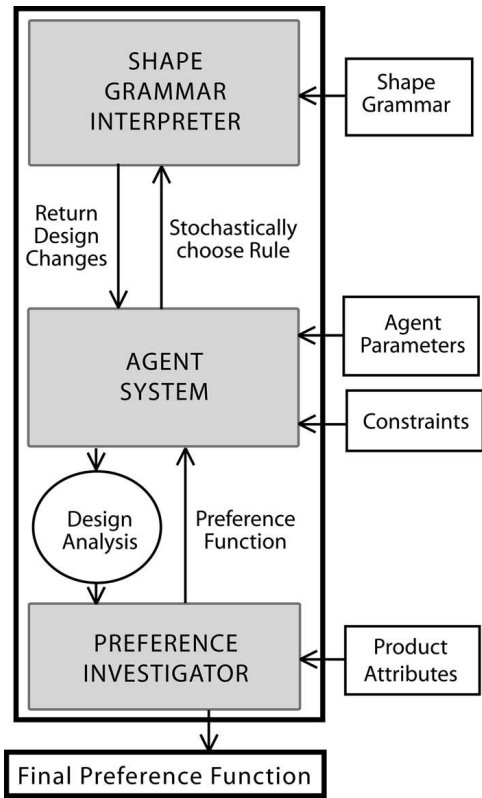 SHAPE
GRAMMAR
INTERPRETER
Shape
Grammar
Return
Design
Changes
Stochastically
choose Rule
AGENT
SYSTEM
Agent
Parameters
Constraints
Design
Analysis
Preference
Function
PREFERENCE
INVESTIGATOR
Product
Attributes
Final Preference Function